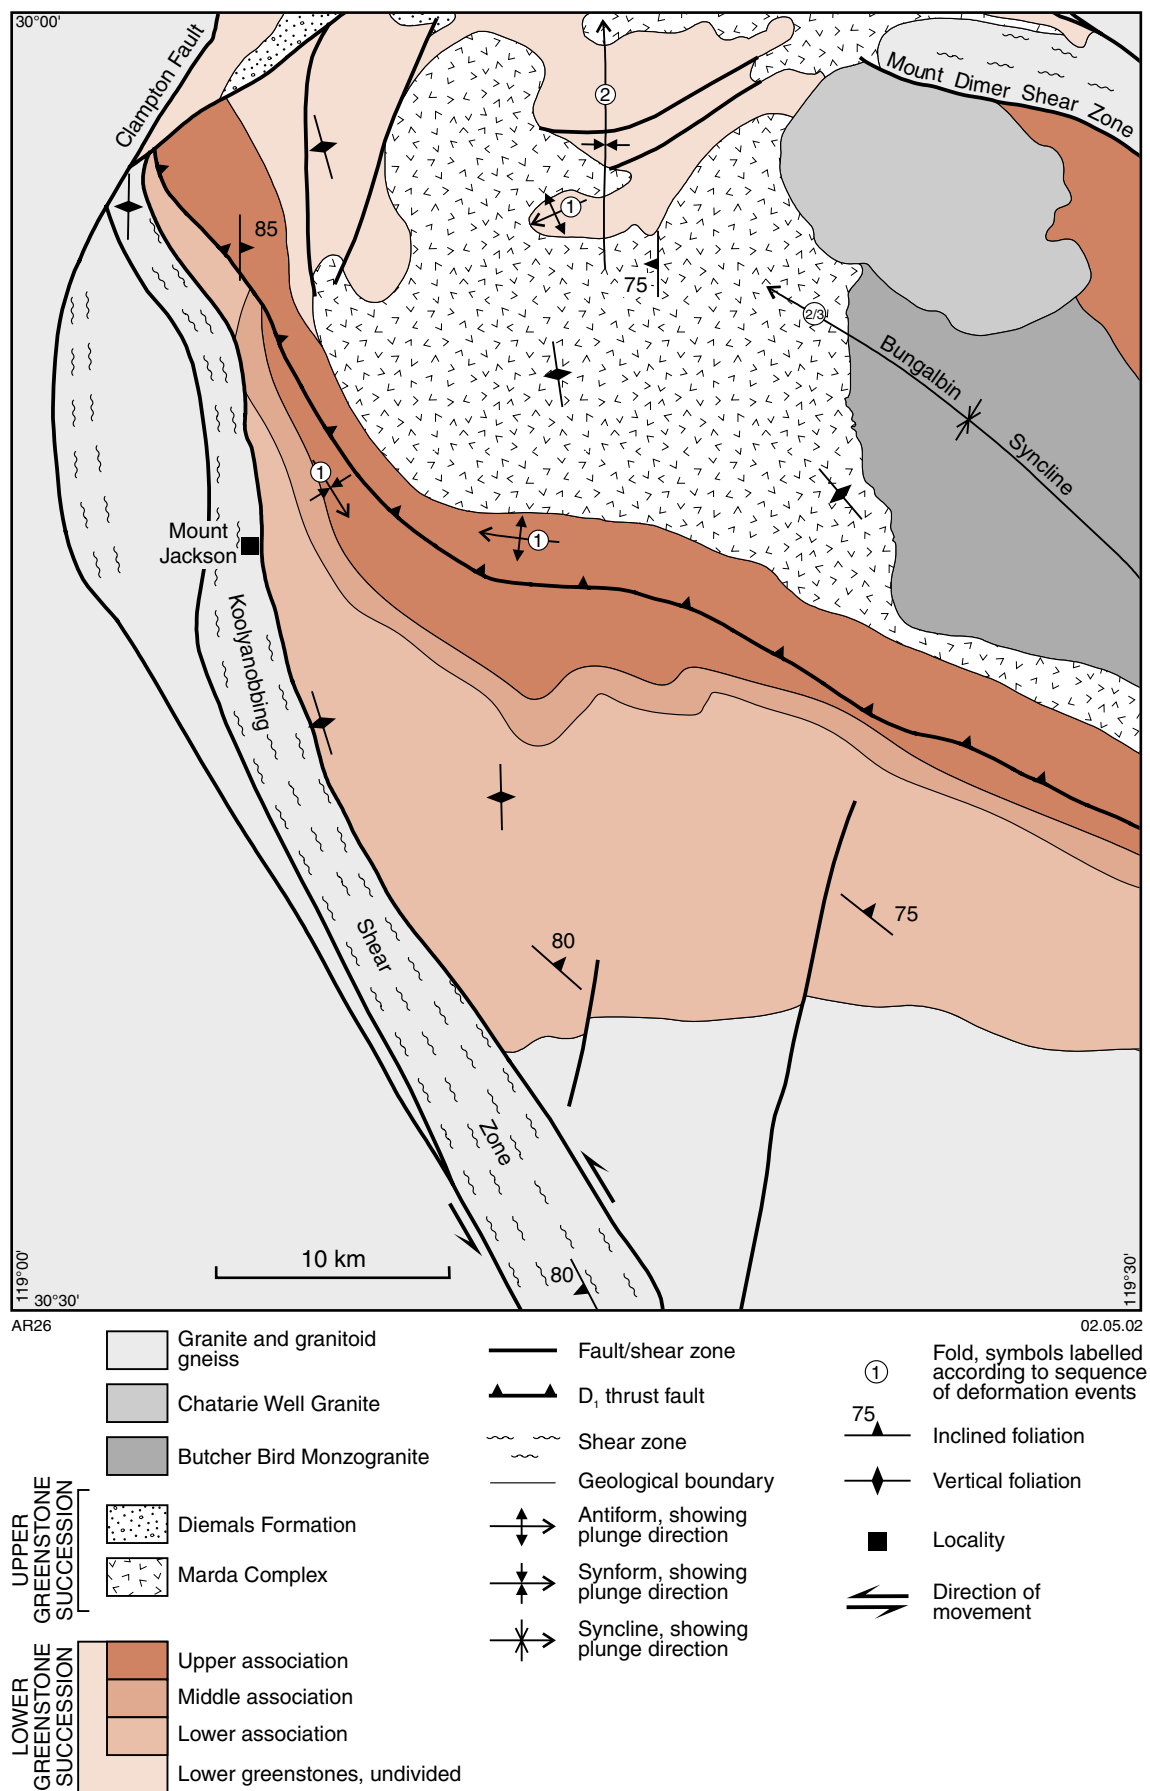 30°00'
Clampton Fault
Mount Dimer Shear Zone
2
1
85
75
2/3
Bungalbin Syncline
1
1
Mount
Jackson
Koolyanobbing Shear Zone
80
75
10 km
80
119°00'
30°30'
119°30'
AR26
02.05.02
Granite and granitoid
gneiss
Chatarie Well Granite
Butcher Bird Monzogranite
UPPER
GREENSTONE
SUCCESSION
Diemals Formation
Marda Complex
LOWER
GREENSTONE
SUCCESSION
Upper association
Middle association
Lower association
Lower greenstones, undivided
Fault/shear zone
D₁ thrust fault
Shear zone
Geological boundary
Antiform, showing
plunge direction
Synform, showing
plunge direction
Syncline, showing
plunge direction
1
Fold, symbols labelled
according to sequence
of deformation events
75
Inclined foliation
Vertical foliation
Locality
Direction of
movement